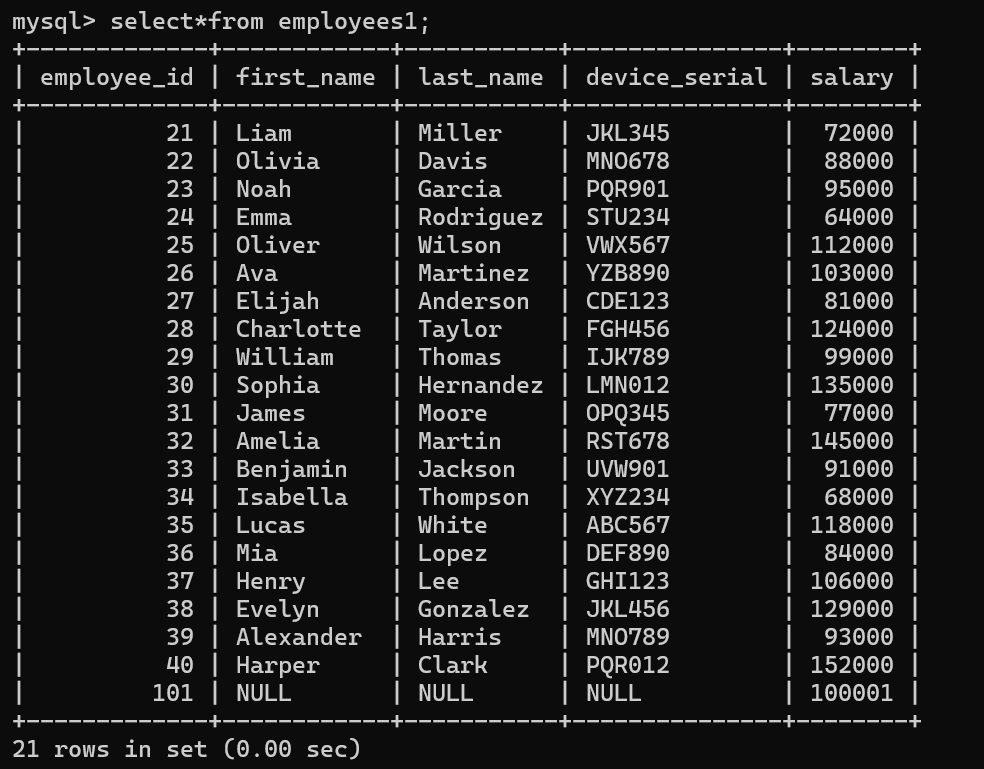 mysql> select*from employees1;
+-------------+------------+-----------+---------------+--------+
| employee_id | first_name | last_name | device_serial | salary |
+-------------+------------+-----------+---------------+--------+
|          21 | Liam       | Miller    | JKL345        |  72000 |
|          22 | Olivia     | Davis     | MNO678        |  88000 |
|          23 | Noah       | Garcia    | PQR901        |  95000 |
|          24 | Emma       | Rodriguez | STU234        |  64000 |
|          25 | Oliver     | Wilson    | VWX567        | 112000 |
|          26 | Ava        | Martinez  | YZB890        | 103000 |
|          27 | Elijah     | Anderson  | CDE123        |  81000 |
|          28 | Charlotte  | Taylor    | FGH456        | 124000 |
|          29 | William    | Thomas    | IJK789        |  99000 |
|          30 | Sophia     | Hernandez | LMN012        | 135000 |
|          31 | James      | Moore     | OPQ345        |  77000 |
|          32 | Amelia     | Martin    | RST678        | 145000 |
|          33 | Benjamin   | Jackson   | UVW901        |  91000 |
|          34 | Isabella   | Thompson  | XYZ234        |  68000 |
|          35 | Lucas      | White     | ABC567        | 118000 |
|          36 | Mia        | Lopez     | DEF890        |  84000 |
|          37 | Henry      | Lee       | GHI123        | 106000 |
|          38 | Evelyn     | Gonzalez  | JKL456        | 129000 |
|          39 | Alexander  | Harris    | MNO789        |  93000 |
|          40 | Harper     | Clark     | PQR012        | 152000 |
|         101 | NULL       | NULL      | NULL          | 100001 |
+-------------+------------+-----------+---------------+--------+
21 rows in set (0.00 sec)